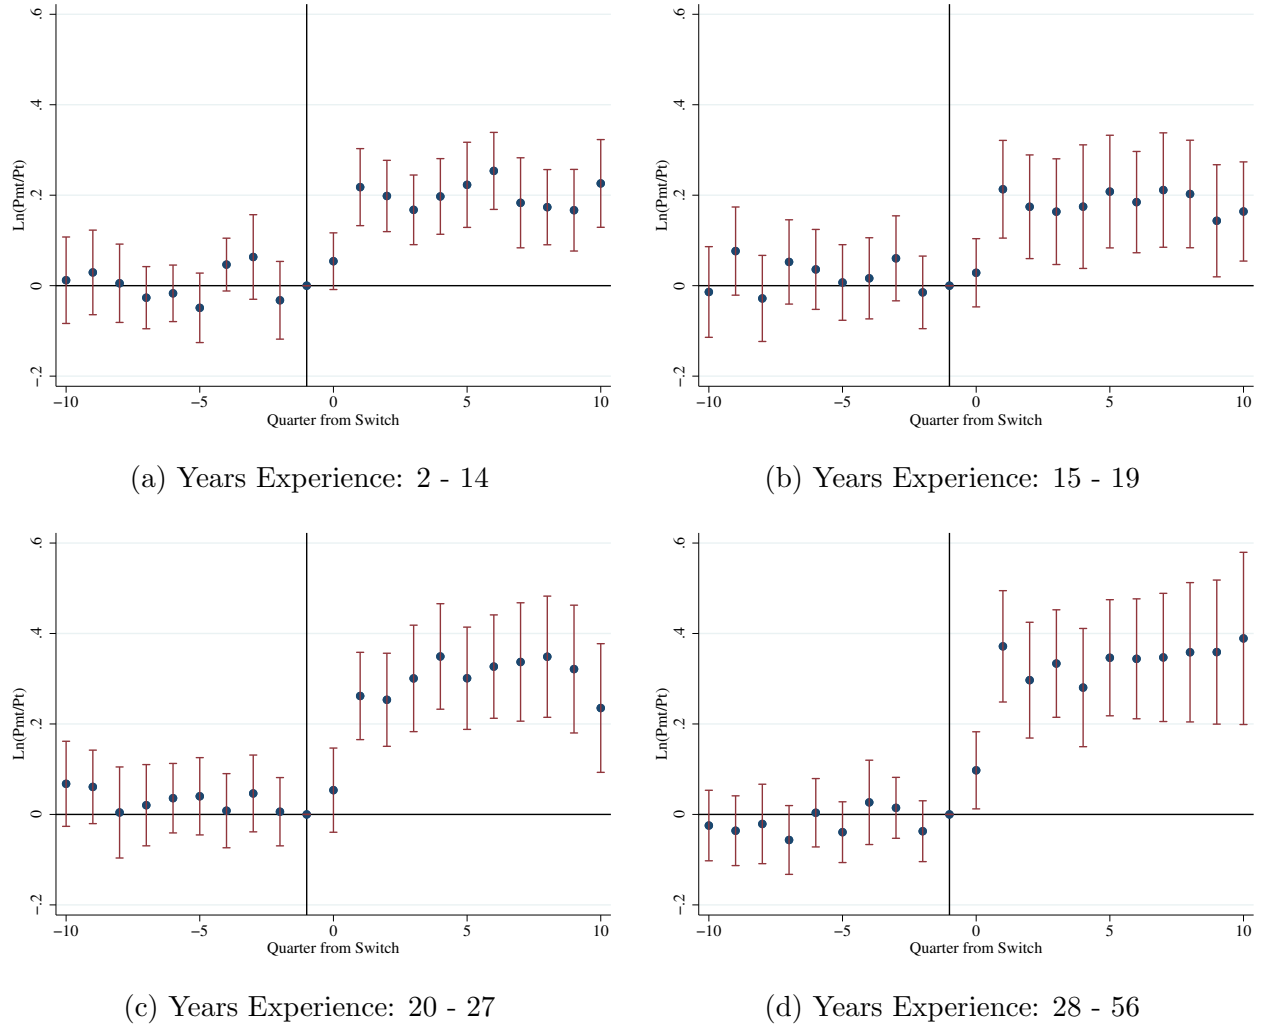 .6
.4
.2
0
−.2
Ln(Pmt/Pt)
−10 −5 0 5 10
Quarter from Switch
(a) Years Experience: 2 - 14
.6
.4
.2
0
−.2
Ln(Pmt/Pt)
−10 −5 0 5 10
Quarter from Switch
(b) Years Experience: 15 - 19
.6
.4
.2
0
−.2
Ln(Pmt/Pt)
−10 −5 0 5 10
Quarter from Switch
(c) Years Experience: 20 - 27
.6
.4
.2
0
−.2
Ln(Pmt/Pt)
−10 −5 0 5 10
Quarter from Switch
(d) Years Experience: 28 - 56